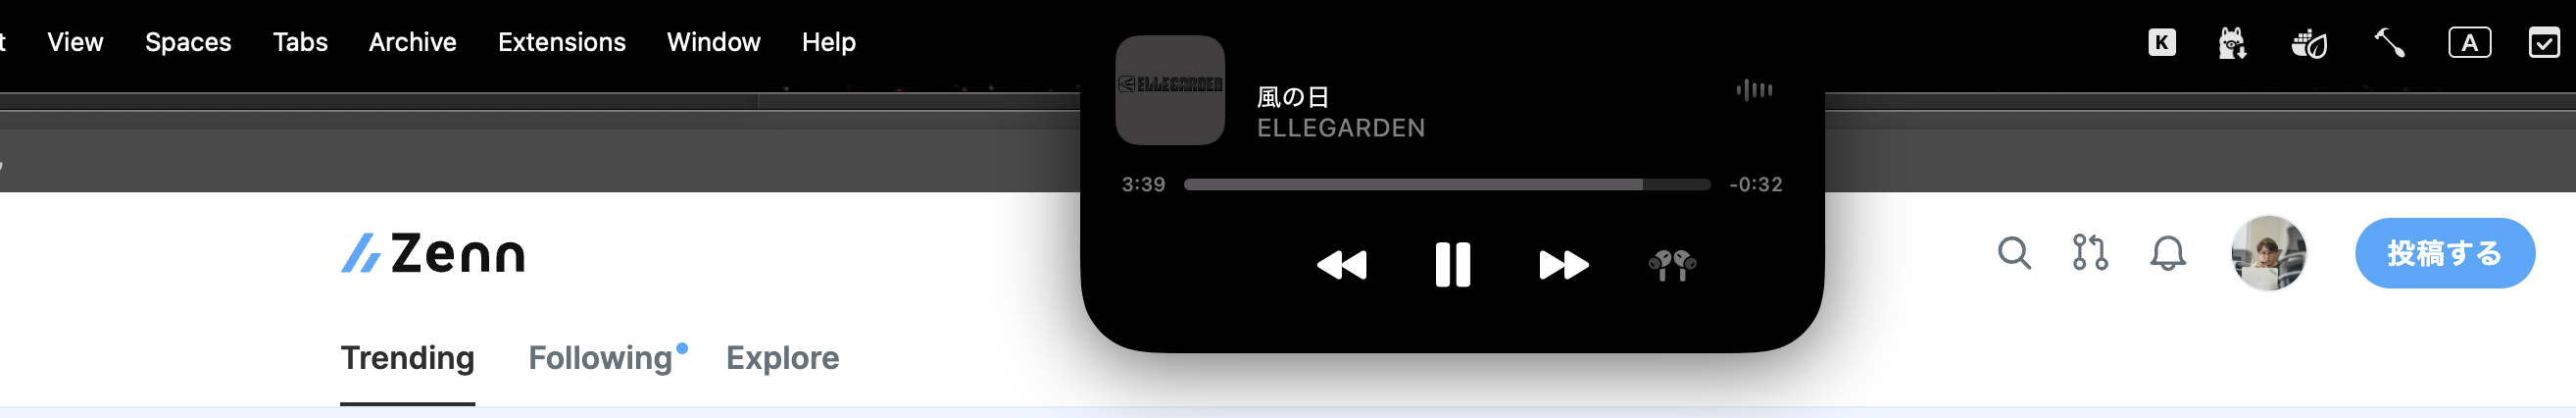 t View Spaces Tabs Archive Extensions Window Help
K
A
ELLEGARDEN
風の日
ELLEGARDEN
3:39
-0:32
Zenn
投稿する
Trending Following Explore